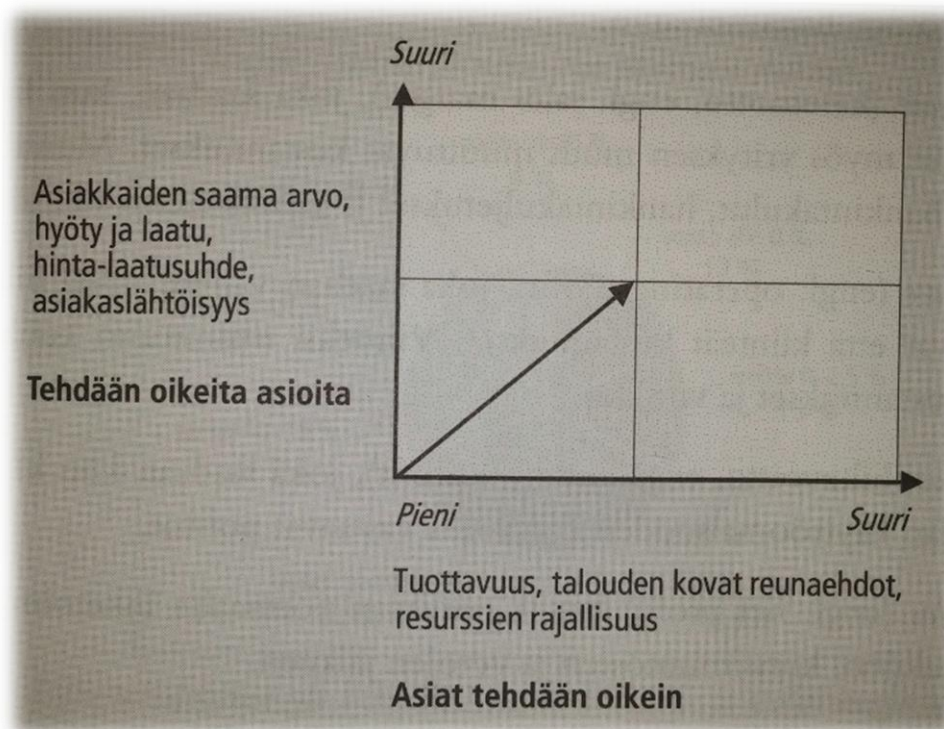 Suuri
Asiakkaiden saama arvo,
hyöty ja laatu,
hinta-laatusuhde,
asiakaslähtöisyys
Tehdään oikeita asioita
Pieni
Suuri
Tuottavuus, talouden kovat reunaehdot,
resurssien rajallisuus
Asiat tehdään oikein